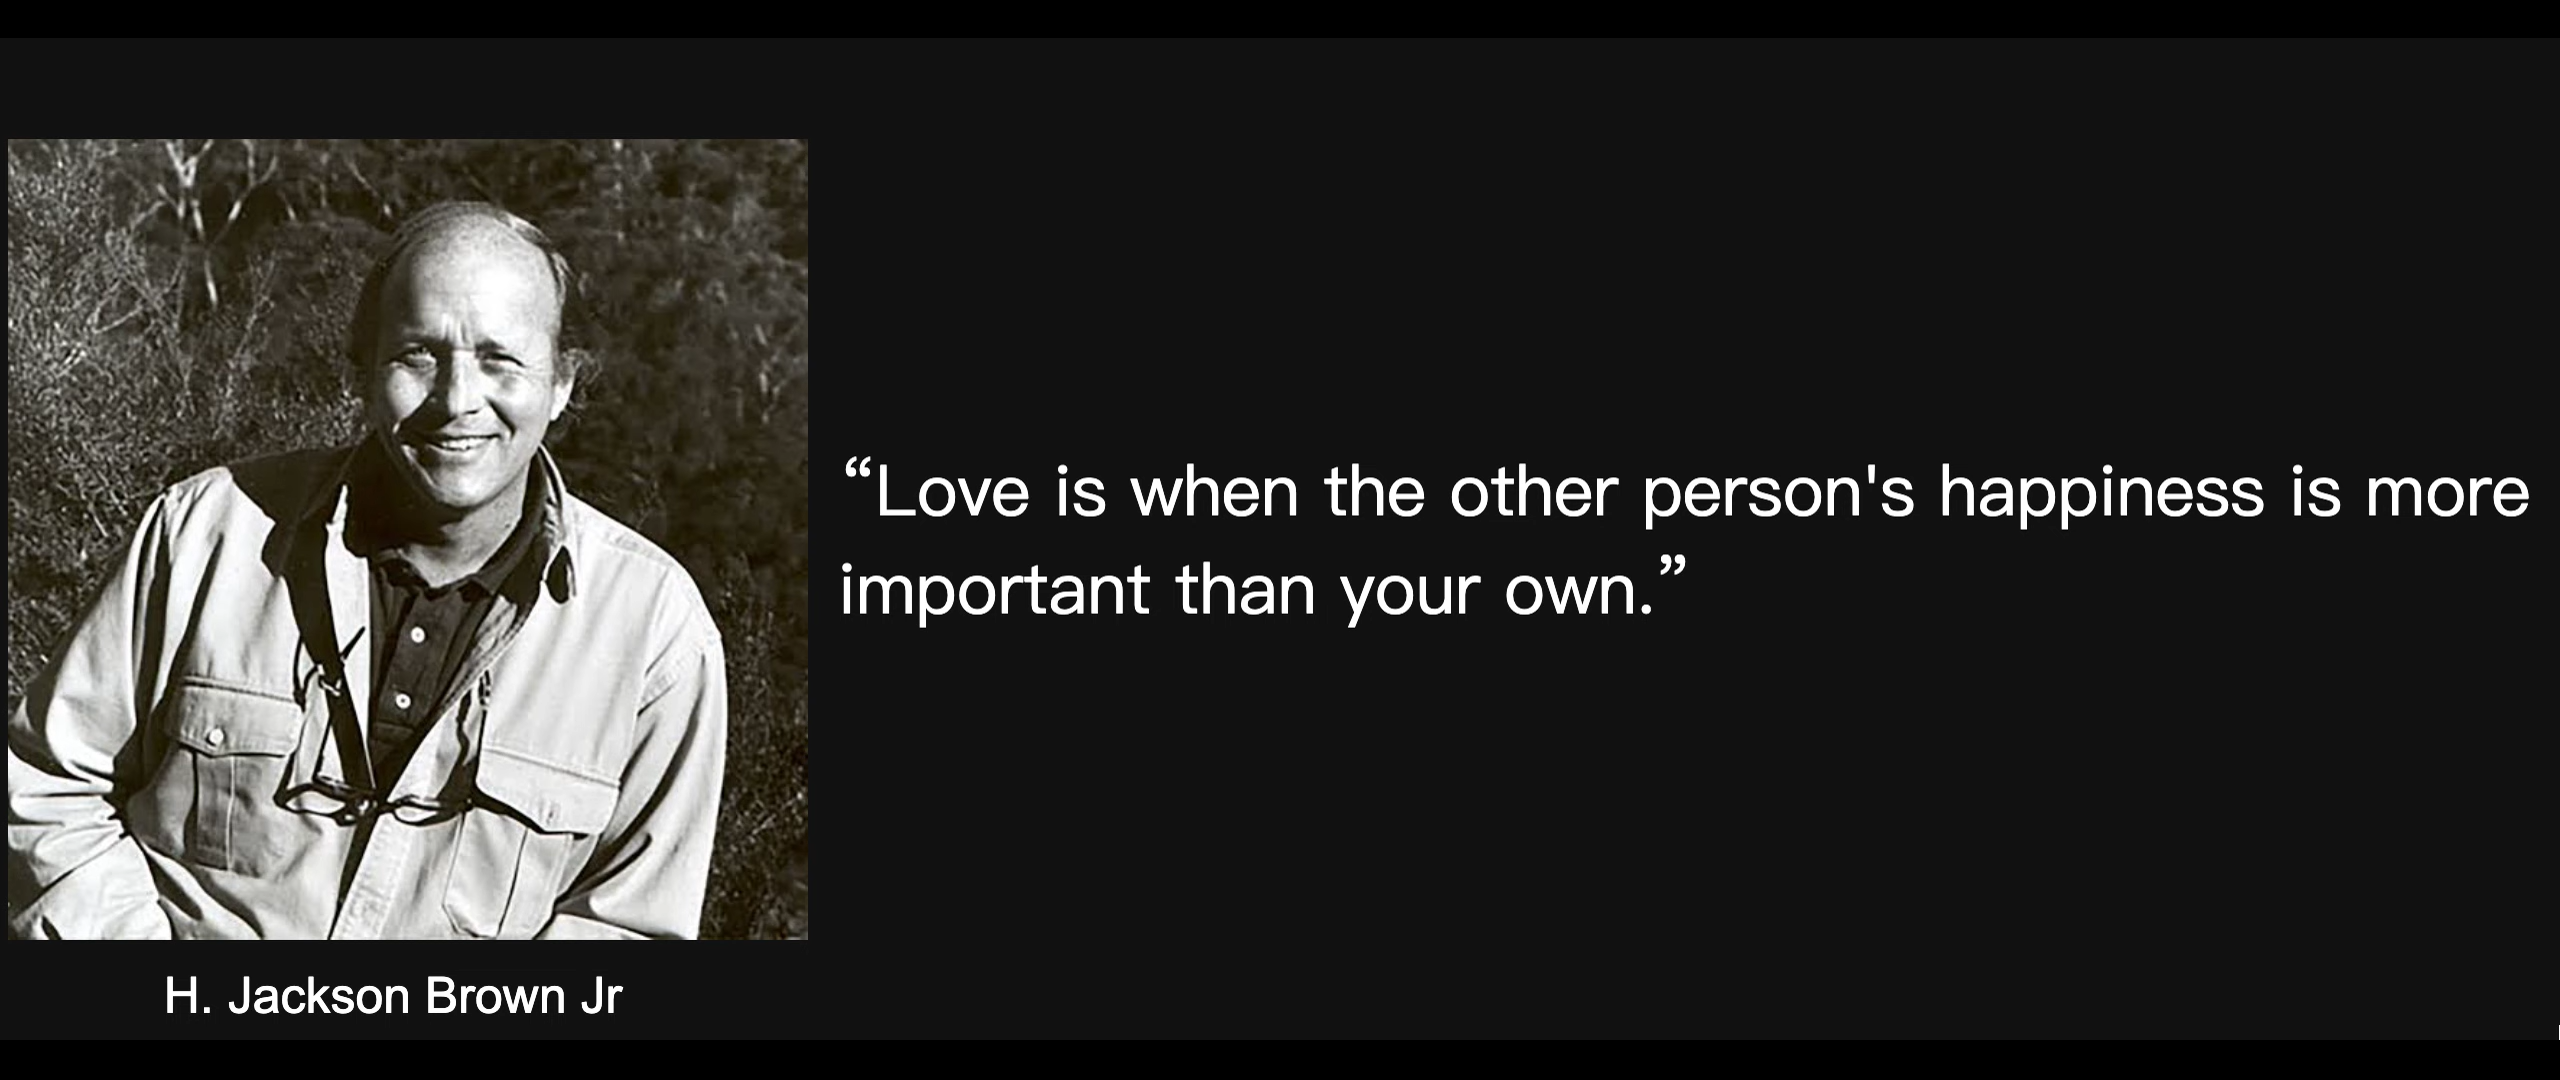 “Love is when the other person's happiness is more
important than your own.”
H. Jackson Brown Jr